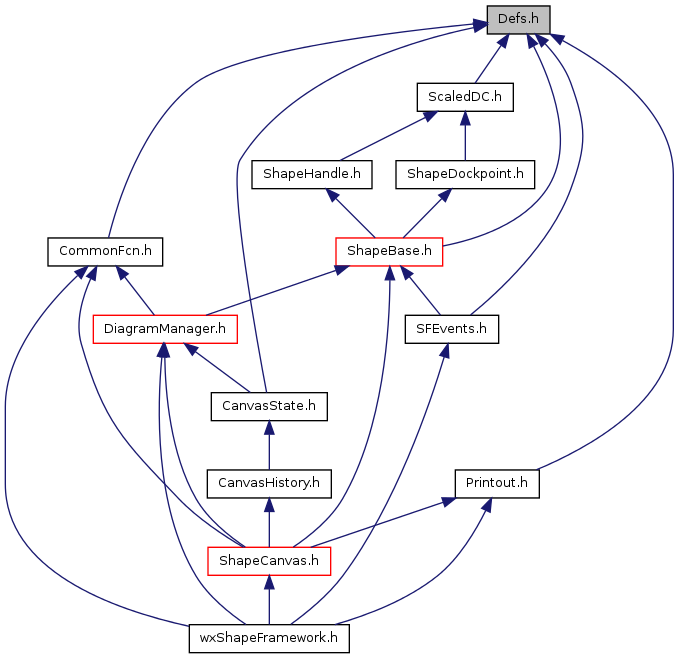 Defs.h
ScaledDC.h
ShapeHandle.h
ShapeDockpoint.h
CommonFcn.h
ShapeBase.h
DiagramManager.h
SFEvents.h
CanvasState.h
CanvasHistory.h
Printout.h
ShapeCanvas.h
wxShapeFramework.h